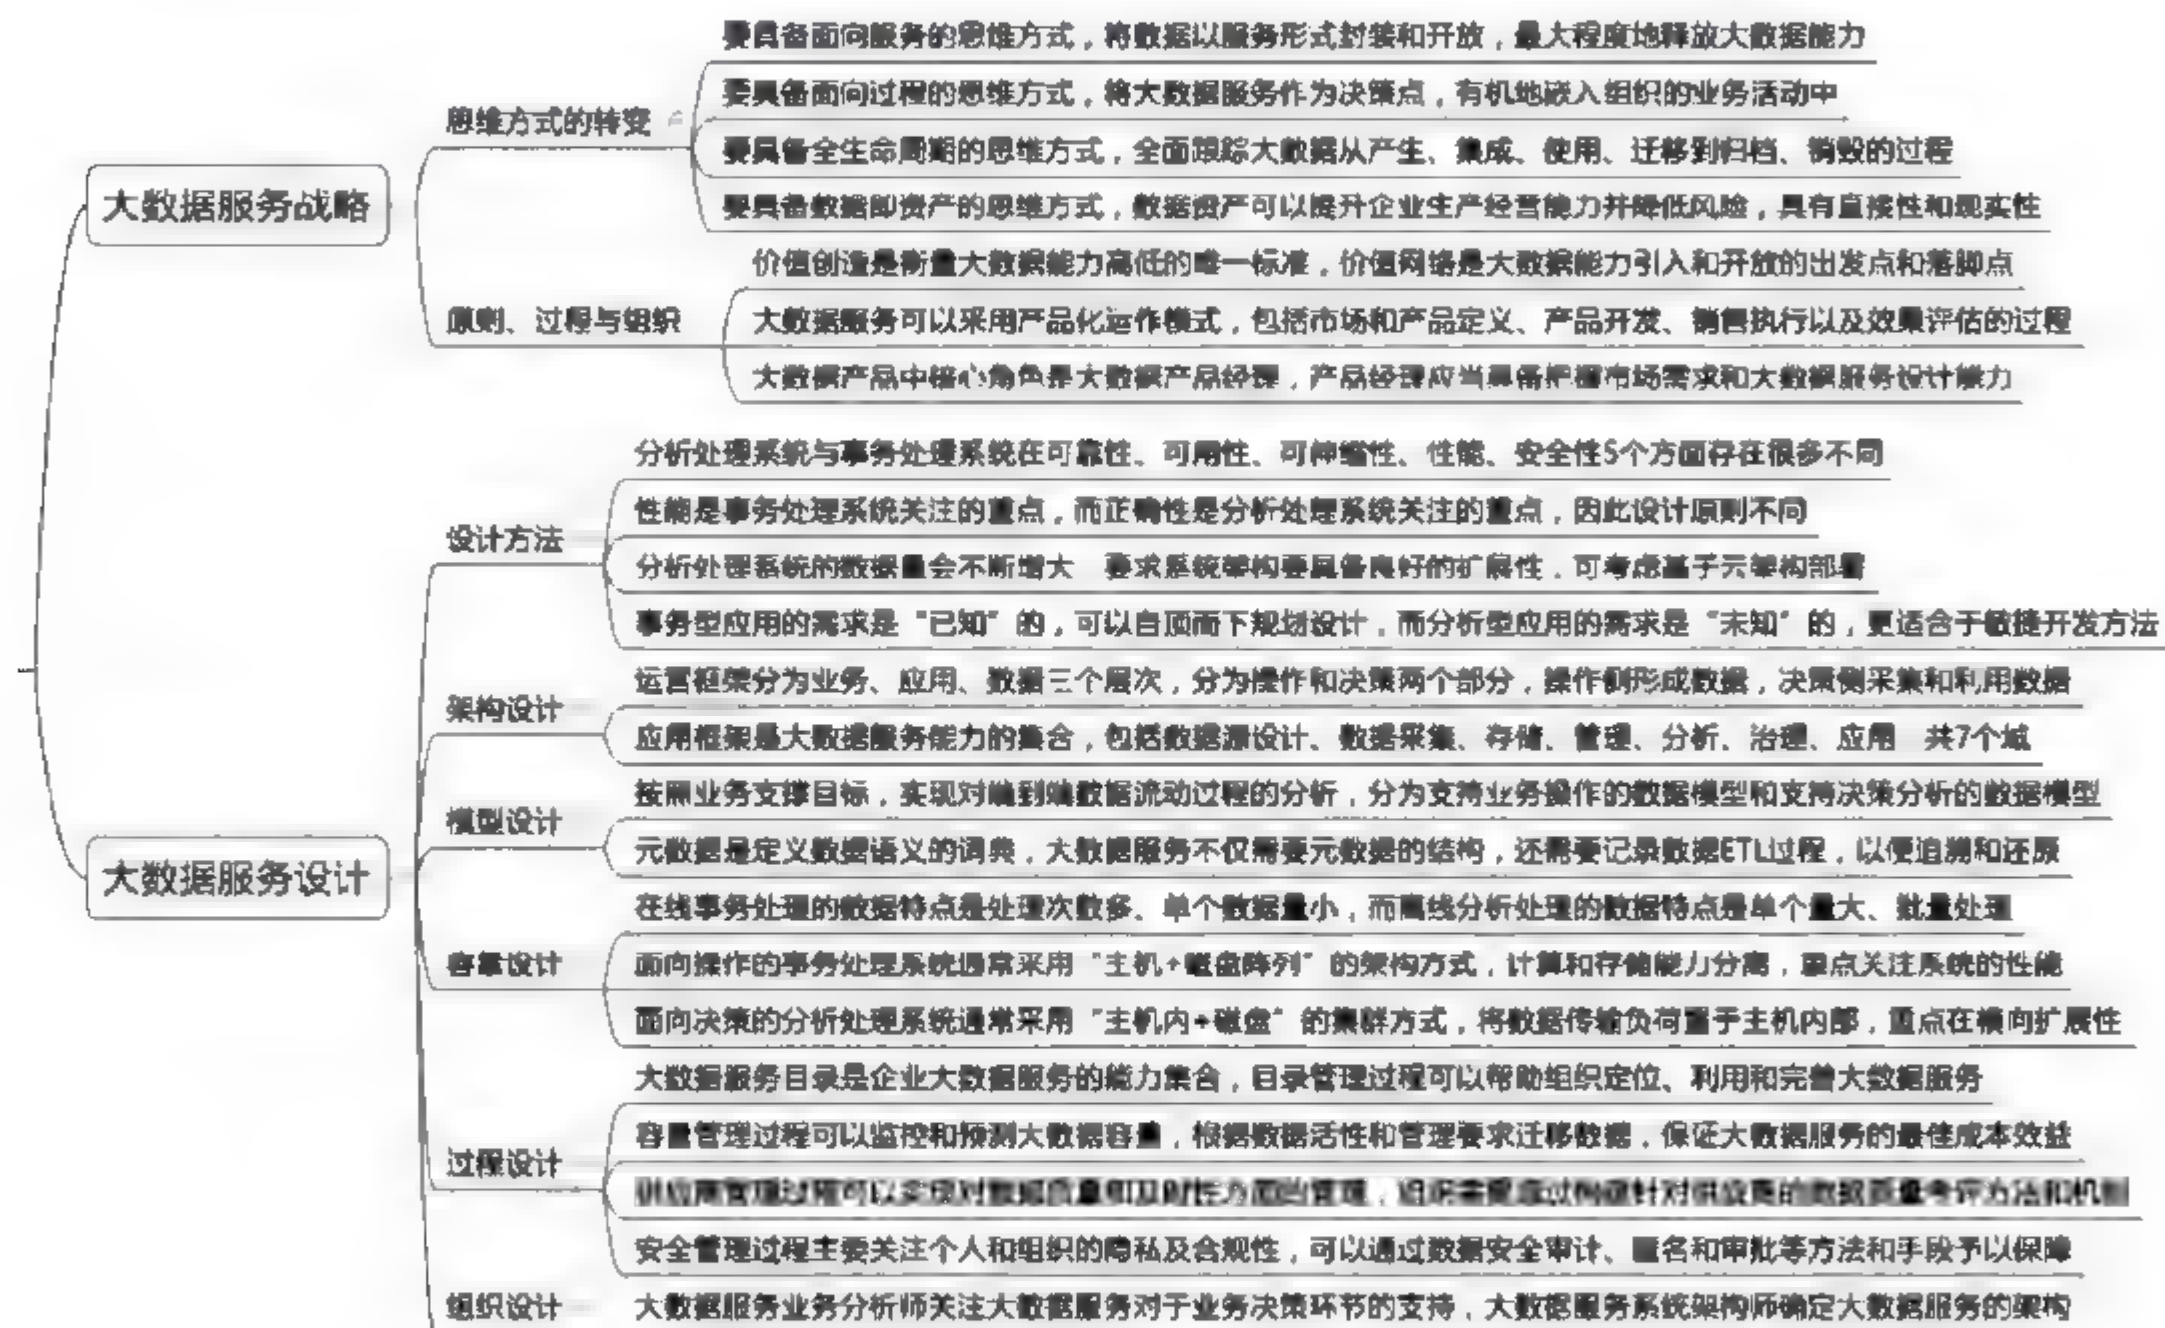 要具备面向服务的思维方式，将数据以服务形式封装和开放，最大程度地释放大数据能力
要具备面向过程的思维方式，将大数据服务作为决策点，有机地嵌入组织的业务活动中
思维方式的转变
要具备全生命周期的思维方式，全面跟踪大数据从产生、集成、使用、迁移到归档、销毁的过程
大数据服务战略
要具备数据即资产的思维方式，数据资产可以提升企业生产经营能力并降低风险，具有直接性和现实性
价值创造是衡量大数据能力高低的唯一标准，价值网络是大数据能力引入和开放的出发点和落脚点
原则、过程与组织
大数据服务可以采用产品化运作模式，包括市场和产品定义、产品开发、销售执行以及效果评估的过程
大数据产品中核心角色是大数据产品经理，产品经理应当具备把握市场需求和大数据服务设计能力
分析处理系统与事务处理系统在可靠性、可用性、可伸缩性、性能、安全性5个方面存在很多不同
性能是事务处理系统关注的重点，而正确性是分析处理系统关注的重点，因此设计原则不同
设计方法
分析处理系统的数据量会不断增大 要求系统架构要具备良好的扩展性，可考虑基于云架构部署
事务型应用的需求是“已知”的，可以自顶而下规划设计，而分析型应用的需求是“未知”的，更适合于敏捷开发方法
运营框架分为业务、应用、数据三个层次，分为操作和决策两个部分，操作侧形成数据，决策侧采集和利用数据
架构设计
应用框架是大数据服务能力的集合，包括数据源设计、数据采集、存储、管理、分析、治理、应用 共7个域
按照业务支撑目标，实现对端到端数据流动过程的分析，分为支持业务操作的数据模型和支持决策分析的数据模型
模型设计
元数据是定义数据语义的词典，大数据服务不仅需要元数据的结构，还需要记录数据ETL过程，以便追溯和还原
大数据服务设计
在线事务处理的数据特点是处理次数多、单个数据量小，而离线分析处理的数据特点是单个量大、批量处理
容量设计
面向操作的事务处理系统通常采用“主机+磁盘阵列”的架构方式，计算和存储能力分离，重点关注系统的性能
面向决策的分析处理系统通常采用“主机内+磁盘”的集群方式，将数据传输负荷置于主机内部，重点在横向扩展性
大数据服务目录是企业大数据服务的能力集合，目录管理过程可以帮助组织定位、利用和完善大数据服务
容量管理过程可以监控和预测大数据容量，根据数据活性和管理要求迁移数据，保证大数据服务的最佳成本效益
过程设计
供应商管理过程可以实现对数据质量和及时性方面的管理，组织需要通过构建针对供应商的数据质量考评方法和机制
安全管理过程主要关注个人和组织的隐私及合规性，可以通过数据安全审计、匿名和审批等方法和手段予以保障
组织设计
大数据服务业务分析师关注大数据服务对于业务决策环节的支持，大数据服务系统架构师确定大数据服务的架构